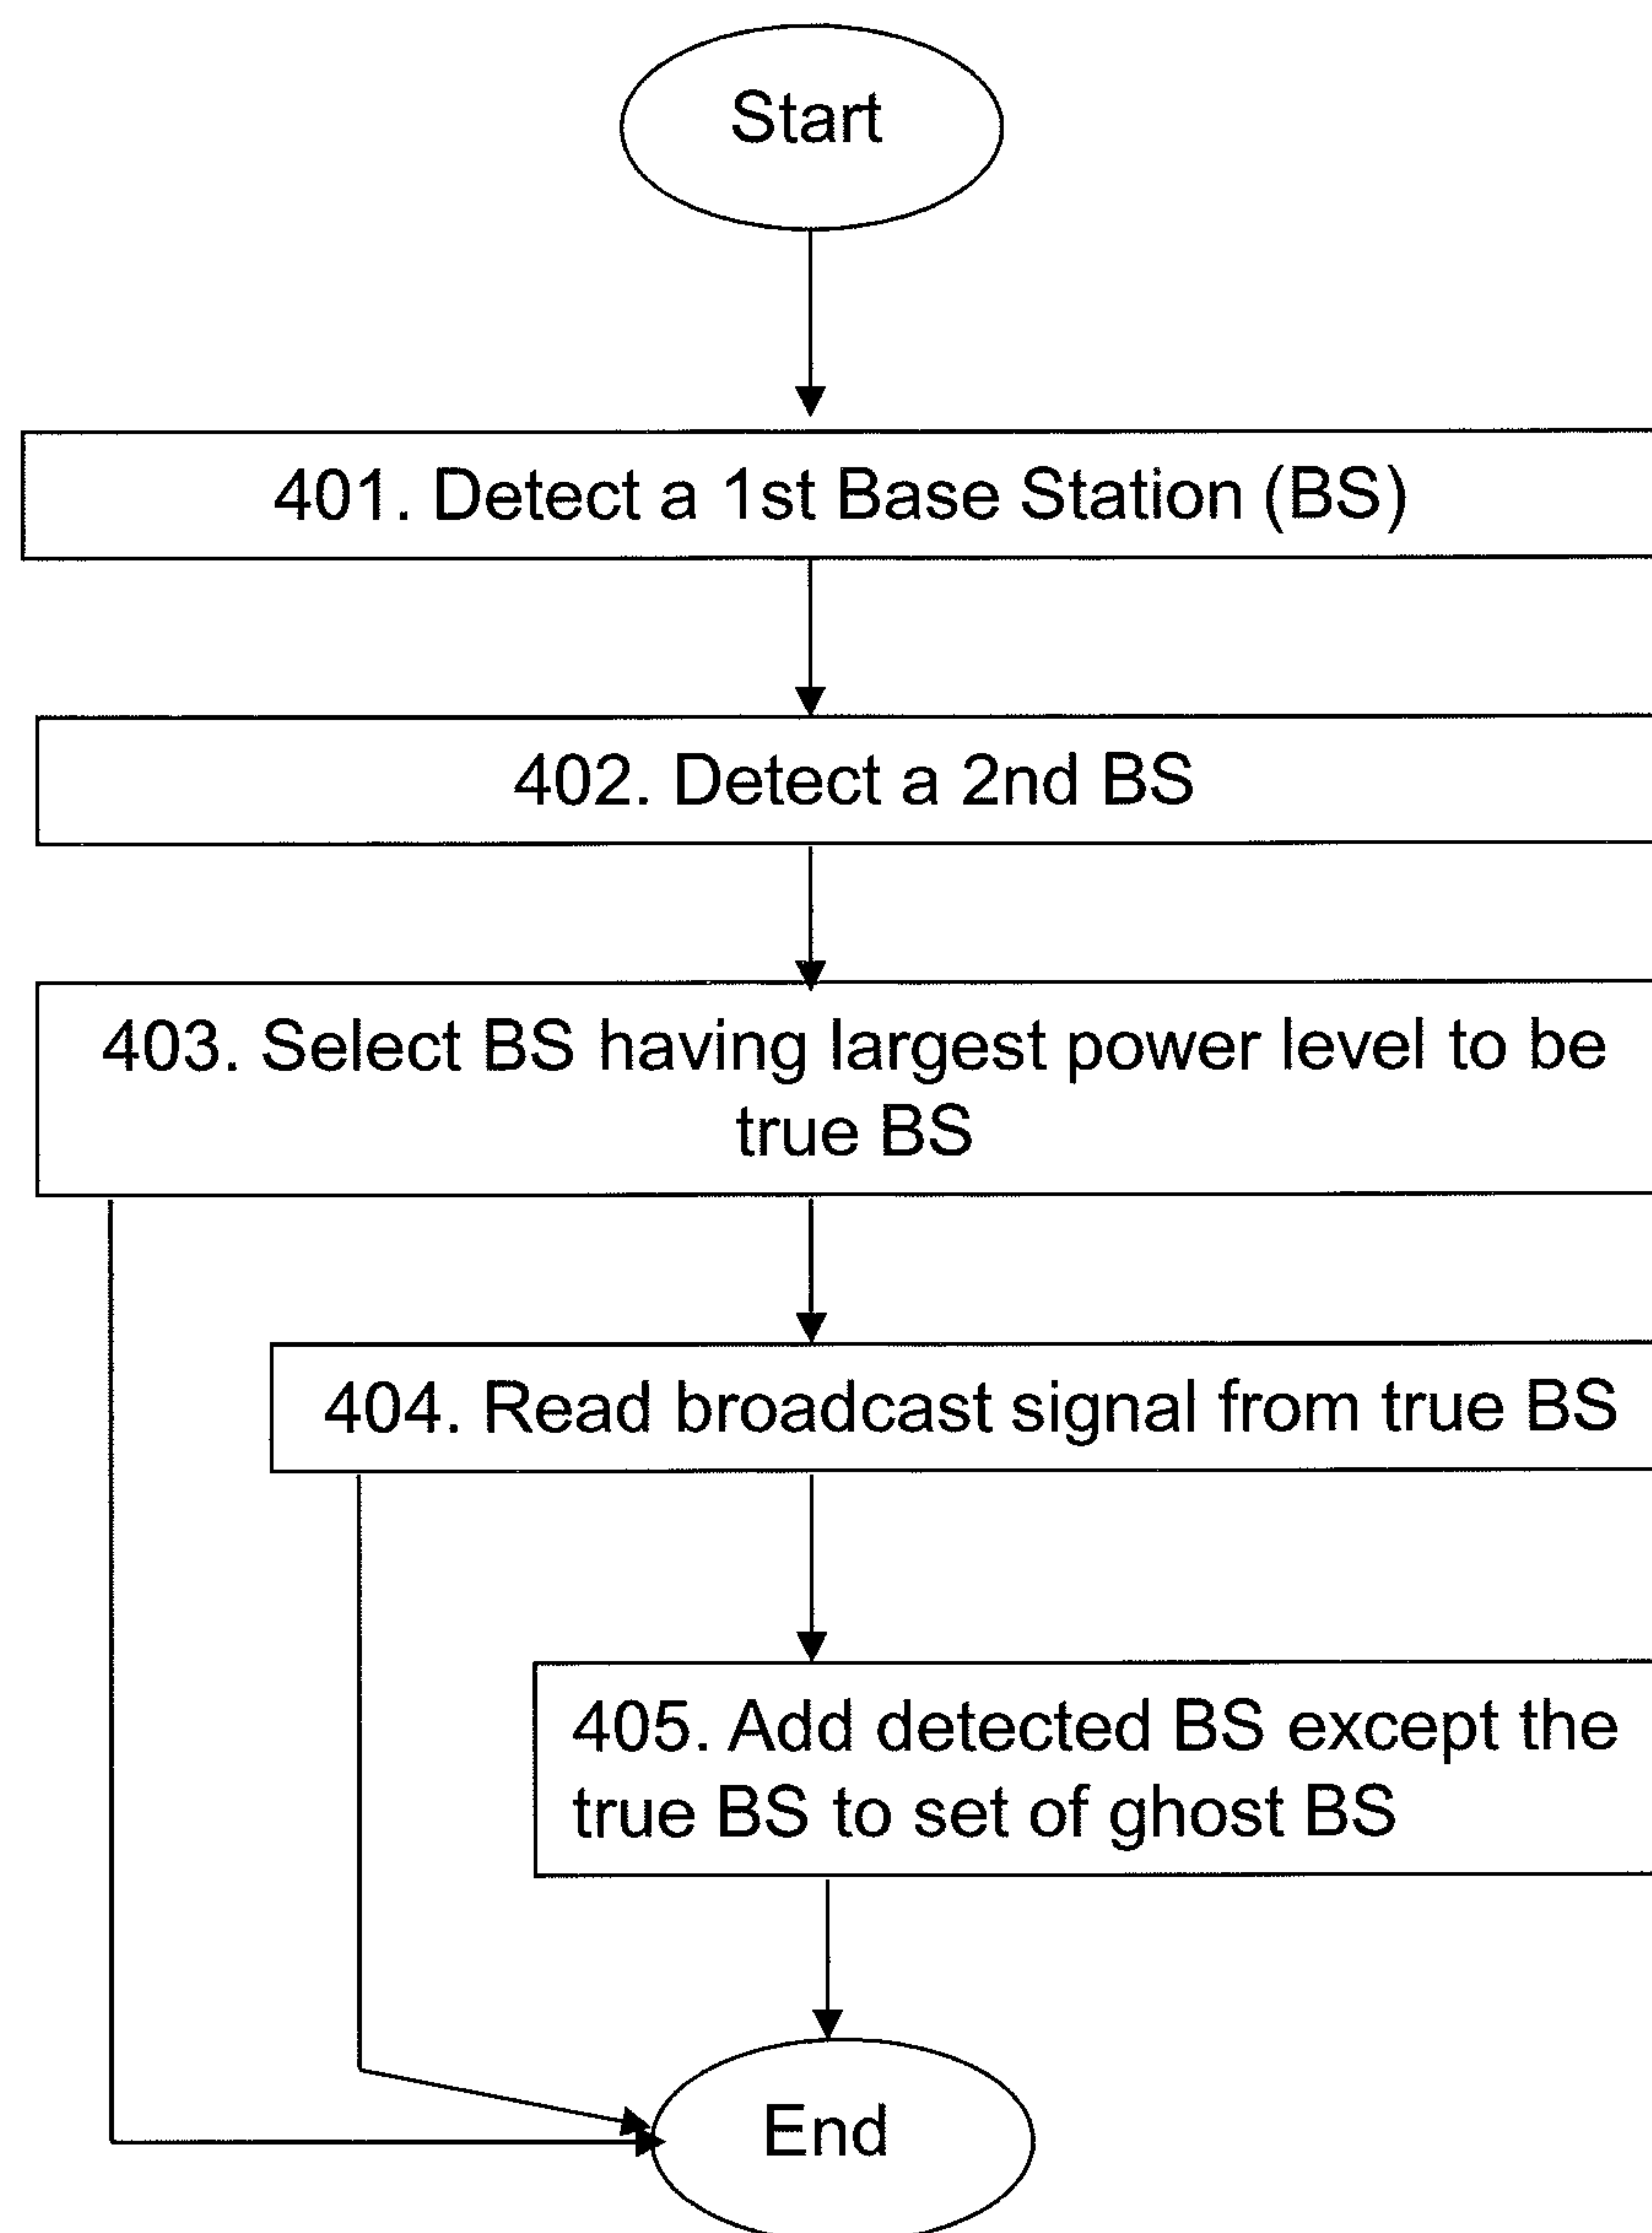 Start
401. Detect a 1st Base Station (BS)
402. Detect a 2nd BS
403. Select BS having largest power level to be
true BS
404. Read broadcast signal from true BS
405. Add detected BS except the
true BS to set of ghost BS
End